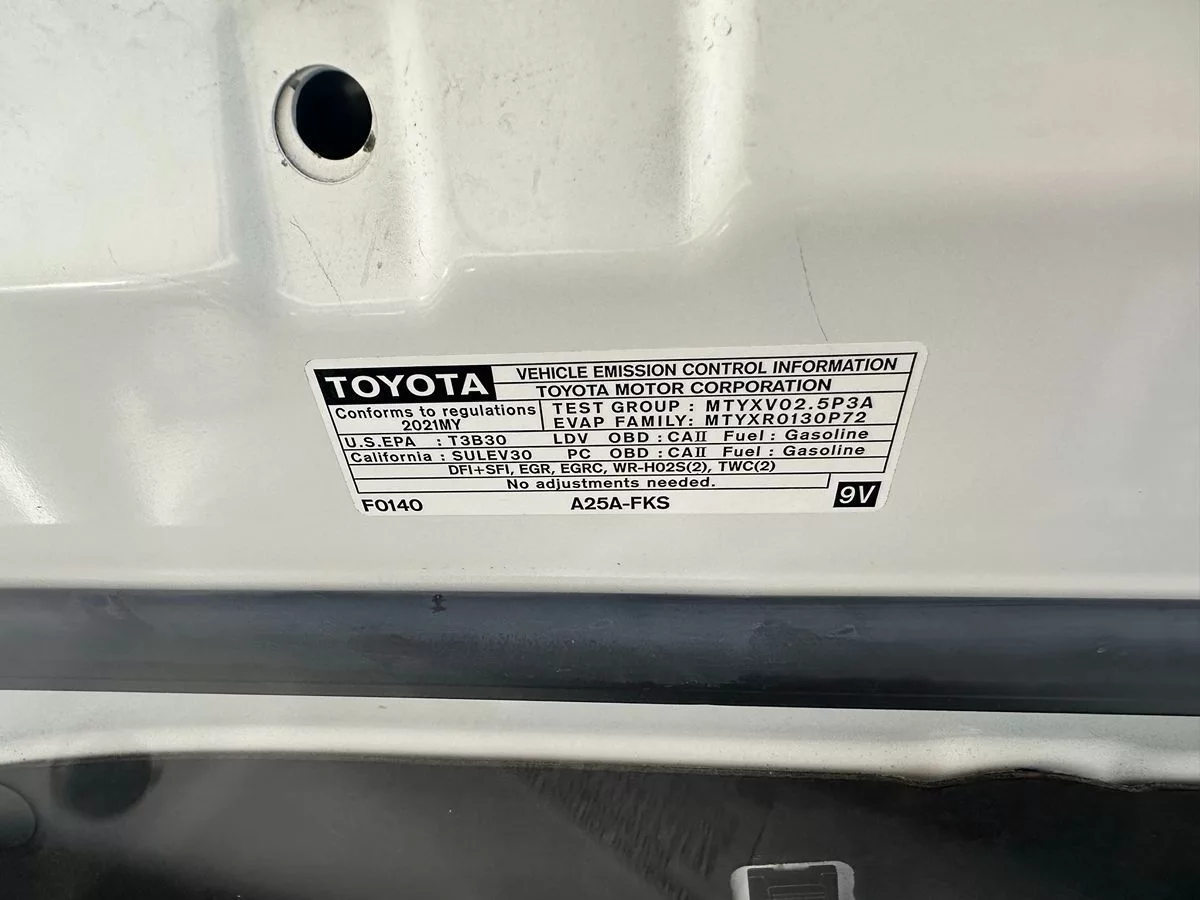 TOYOTA
VEHICLE EMISSION CONTROL INFORMATION
TOYOTA MOTOR CORPORATION
Conforms to regulations
2021MY
TEST GROUP : MTYXV02.5P3A
EVAP FAMILY: MTYXR0130P72
U.S.EPA : T3B30 LDV OBD : CAII Fuel : Gasoline
California : SULEV30 PC OBD : CAII Fuel : Gasoline
DFI+SFI, EGR, EGRC, WR-HO2S(2), TWC(2)
No adjustments needed.
F0140 A25A-FKS 9V